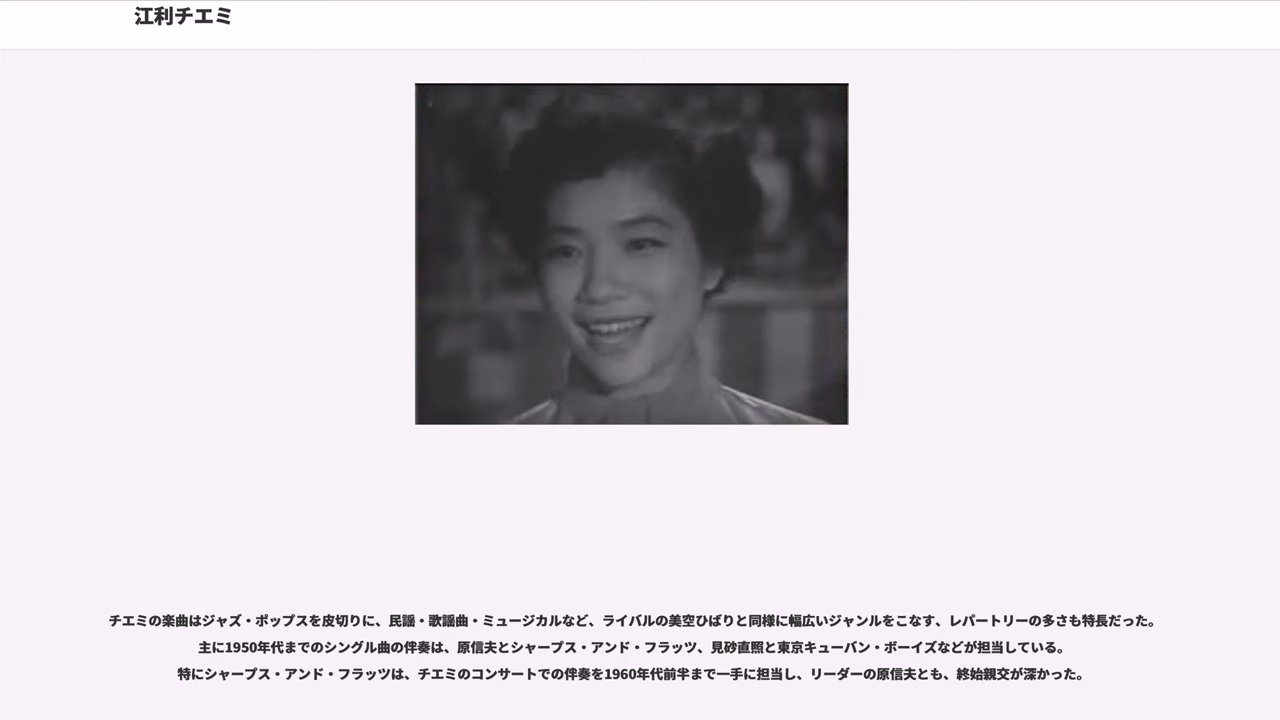 江利チエミ
チエミの楽曲はジャズ・ポップスを皮切りに、民謡・歌謡曲・ミュージカルなど、ライバルの美空ひばりと同様に幅広いジャンルをこなす、レパートリーの多さも特長だった。
主に1950年代までのシングル曲の伴奏は、原信夫とシャープス・アンド・フラッツ、見砂直照と東京キューバン・ボーイズなどが担当している。
特にシャープス・アンド・フラッツは、チエミのコンサートでの伴奏を1960年代前半まで一手に担当し、リーダーの原信夫とも、終始親交が深かった。